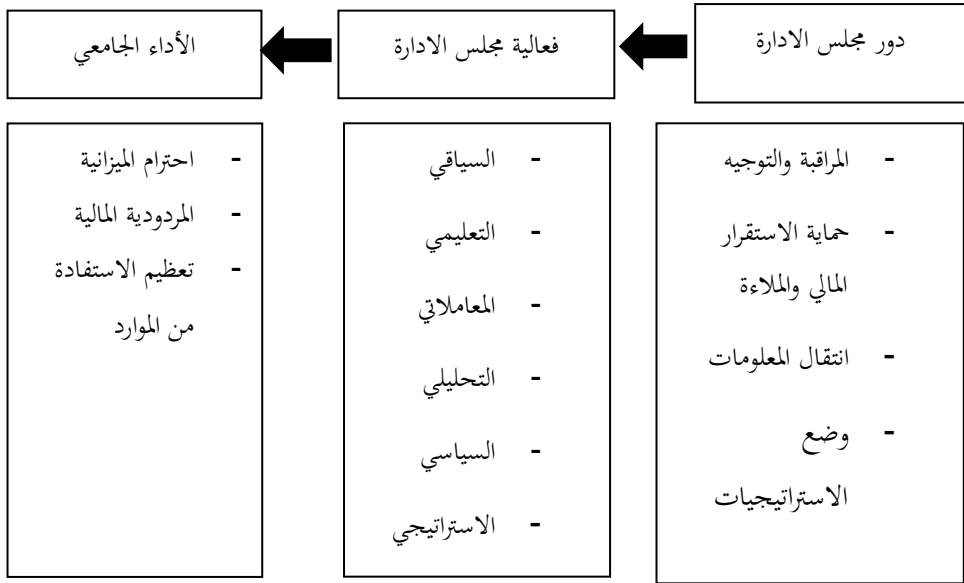 دور مجلس الادارة
فعالية مجلس الادارة
الأداء الجامعي
- المراقبة والتوجيه
- حماية الاستقرار
المالي والملاءة
- انتقال المعلومات
- وضع
الاستراتيجيات
- السياقي
- التعليمي
- المعاملاتي
- التحليلي
- السياسي
- الاستراتيجي
- احترام الميزانية
- المردودية المالية
- تعظيم الاستفادة
من الموارد